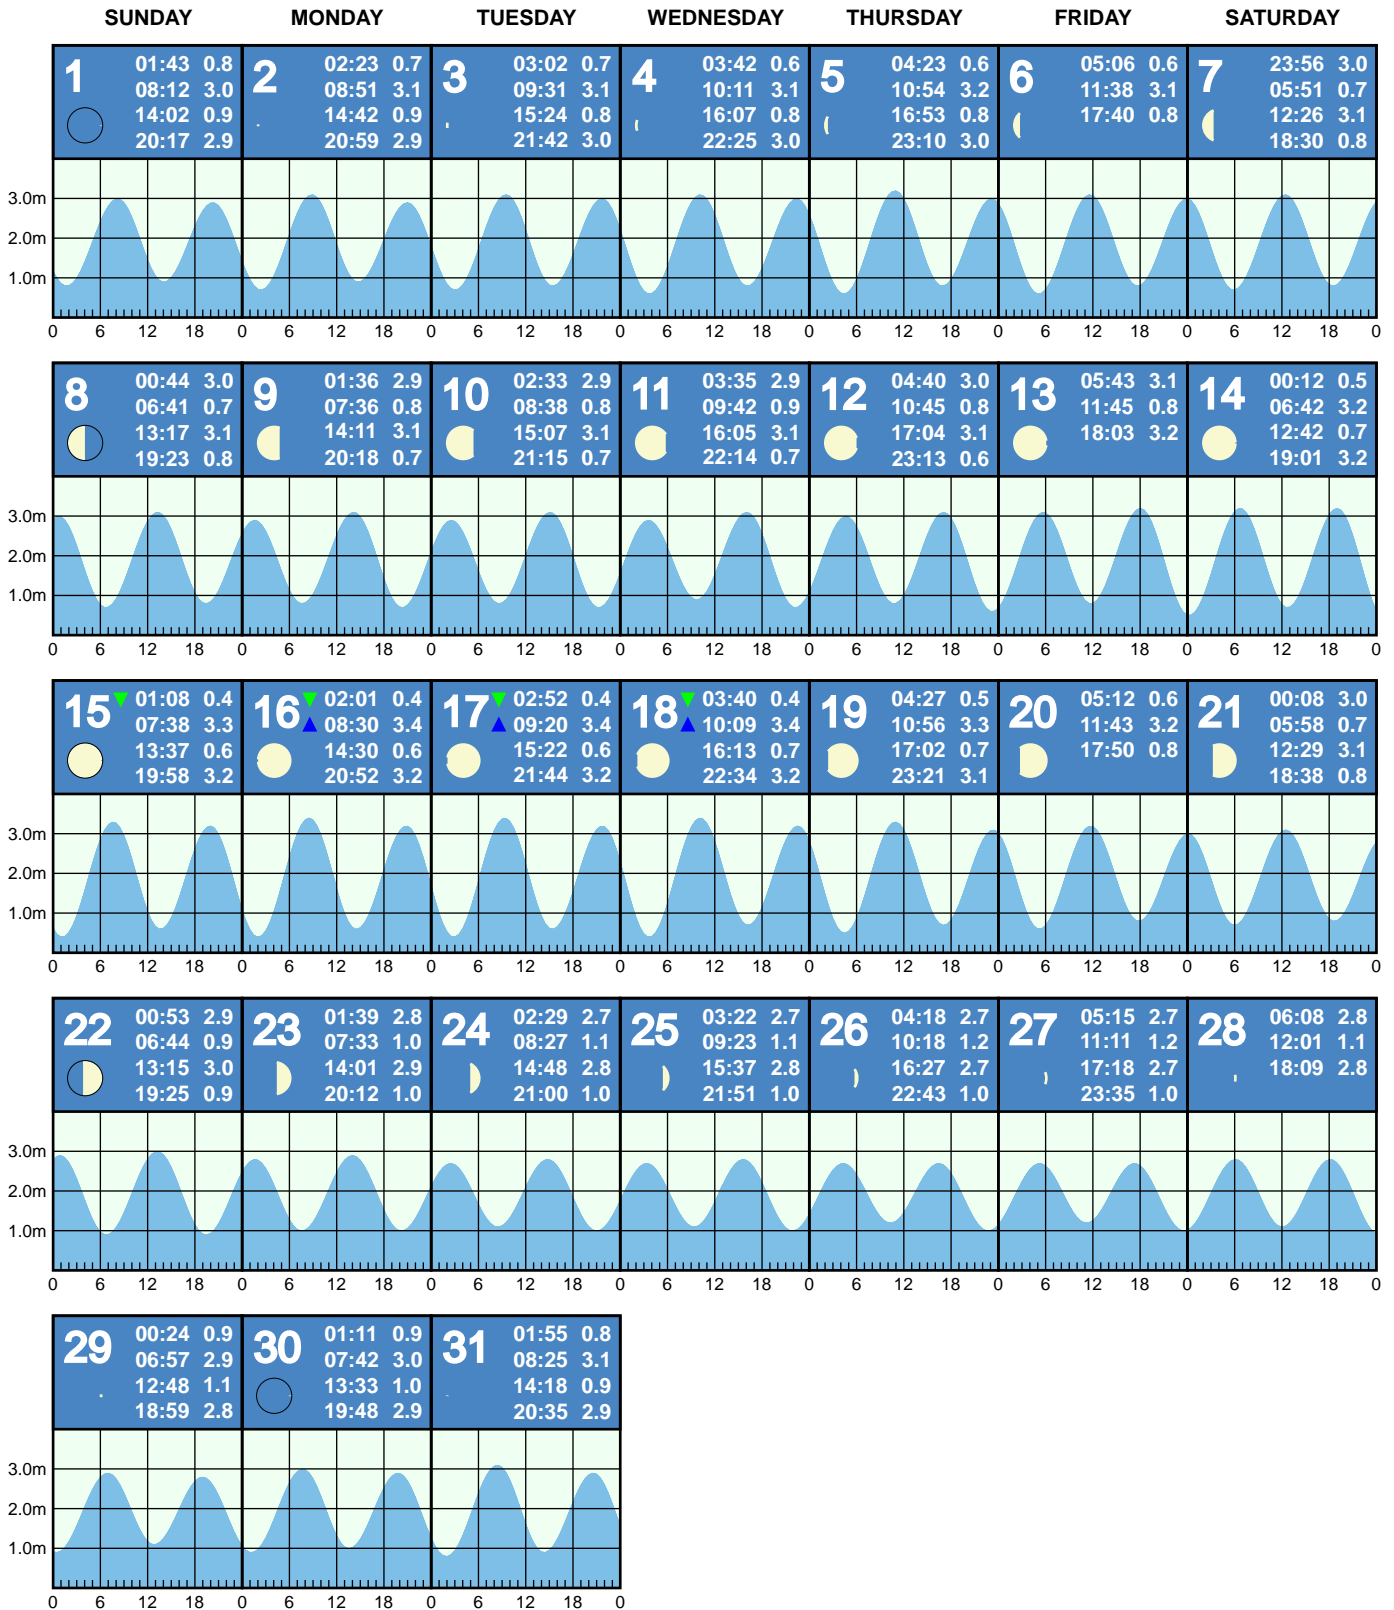 SUNDAY MONDAY TUESDAY WEDNESDAY THURSDAY FRIDAY SATURDAY
1 01:43 0.8
08:12 3.0
14:02 0.9
20:17 2.9
2 02:23 0.7
08:51 3.1
14:42 0.9
20:59 2.9
3 03:02 0.7
09:31 3.1
15:24 0.8
21:42 3.0
4 03:42 0.6
10:11 3.1
16:07 0.8
22:25 3.0
5 04:23 0.6
10:54 3.2
16:53 0.8
23:10 3.0
6 05:06 0.6
11:38 3.1
17:40 0.8
7 23:56 3.0
05:51 0.7
12:26 3.1
18:30 0.8
3.0m
2.0m
1.0m
0 6 12 18 0 6 12 18 0 6 12 18 0 6 12 18 0 6 12 18 0 6 12 18 0 6 12 18 0
8 00:44 3.0
06:41 0.7
13:17 3.1
19:23 0.8
9 01:36 2.9
07:36 0.8
14:11 3.1
20:18 0.7
10 02:33 2.9
08:38 0.8
15:07 3.1
21:15 0.7
11 03:35 2.9
09:42 0.9
16:05 3.1
22:14 0.7
12 04:40 3.0
10:45 0.8
17:04 3.1
23:13 0.6
13 05:43 3.1
11:45 0.8
18:03 3.2
14 00:12 0.5
06:42 3.2
12:42 0.7
19:01 3.2
3.0m
2.0m
1.0m
0 6 12 18 0 6 12 18 0 6 12 18 0 6 12 18 0 6 12 18 0 6 12 18 0 6 12 18 0
15 01:08 0.4
07:38 3.3
13:37 0.6
19:58 3.2
16 02:01 0.4
08:30 3.4
14:30 0.6
20:52 3.2
17 02:52 0.4
09:20 3.4
15:22 0.6
21:44 3.2
18 03:40 0.4
10:09 3.4
16:13 0.7
22:34 3.2
19 04:27 0.5
10:56 3.3
17:02 0.7
23:21 3.1
20 05:12 0.6
11:43 3.2
17:50 0.8
21 00:08 3.0
05:58 0.7
12:29 3.1
18:38 0.8
3.0m
2.0m
1.0m
0 6 12 18 0 6 12 18 0 6 12 18 0 6 12 18 0 6 12 18 0 6 12 18 0 6 12 18 0
22 00:53 2.9
06:44 0.9
13:15 3.0
19:25 0.9
23 01:39 2.8
07:33 1.0
14:01 2.9
20:12 1.0
24 02:29 2.7
08:27 1.1
14:48 2.8
21:00 1.0
25 03:22 2.7
09:23 1.1
15:37 2.8
21:51 1.0
26 04:18 2.7
10:18 1.2
16:27 2.7
22:43 1.0
27 05:15 2.7
11:11 1.2
17:18 2.7
23:35 1.0
28 06:08 2.8
12:01 1.1
18:09 2.8
3.0m
2.0m
1.0m
0 6 12 18 0 6 12 18 0 6 12 18 0 6 12 18 0 6 12 18 0 6 12 18 0 6 12 18 0
29 00:24 0.9
06:57 2.9
12:48 1.1
18:59 2.8
30 01:11 0.9
07:42 3.0
13:33 1.0
19:48 2.9
31 01:55 0.8
08:25 3.1
14:18 0.9
20:35 2.9
3.0m
2.0m
1.0m
0 6 12 18 0 6 12 18 0 6 12 18 0